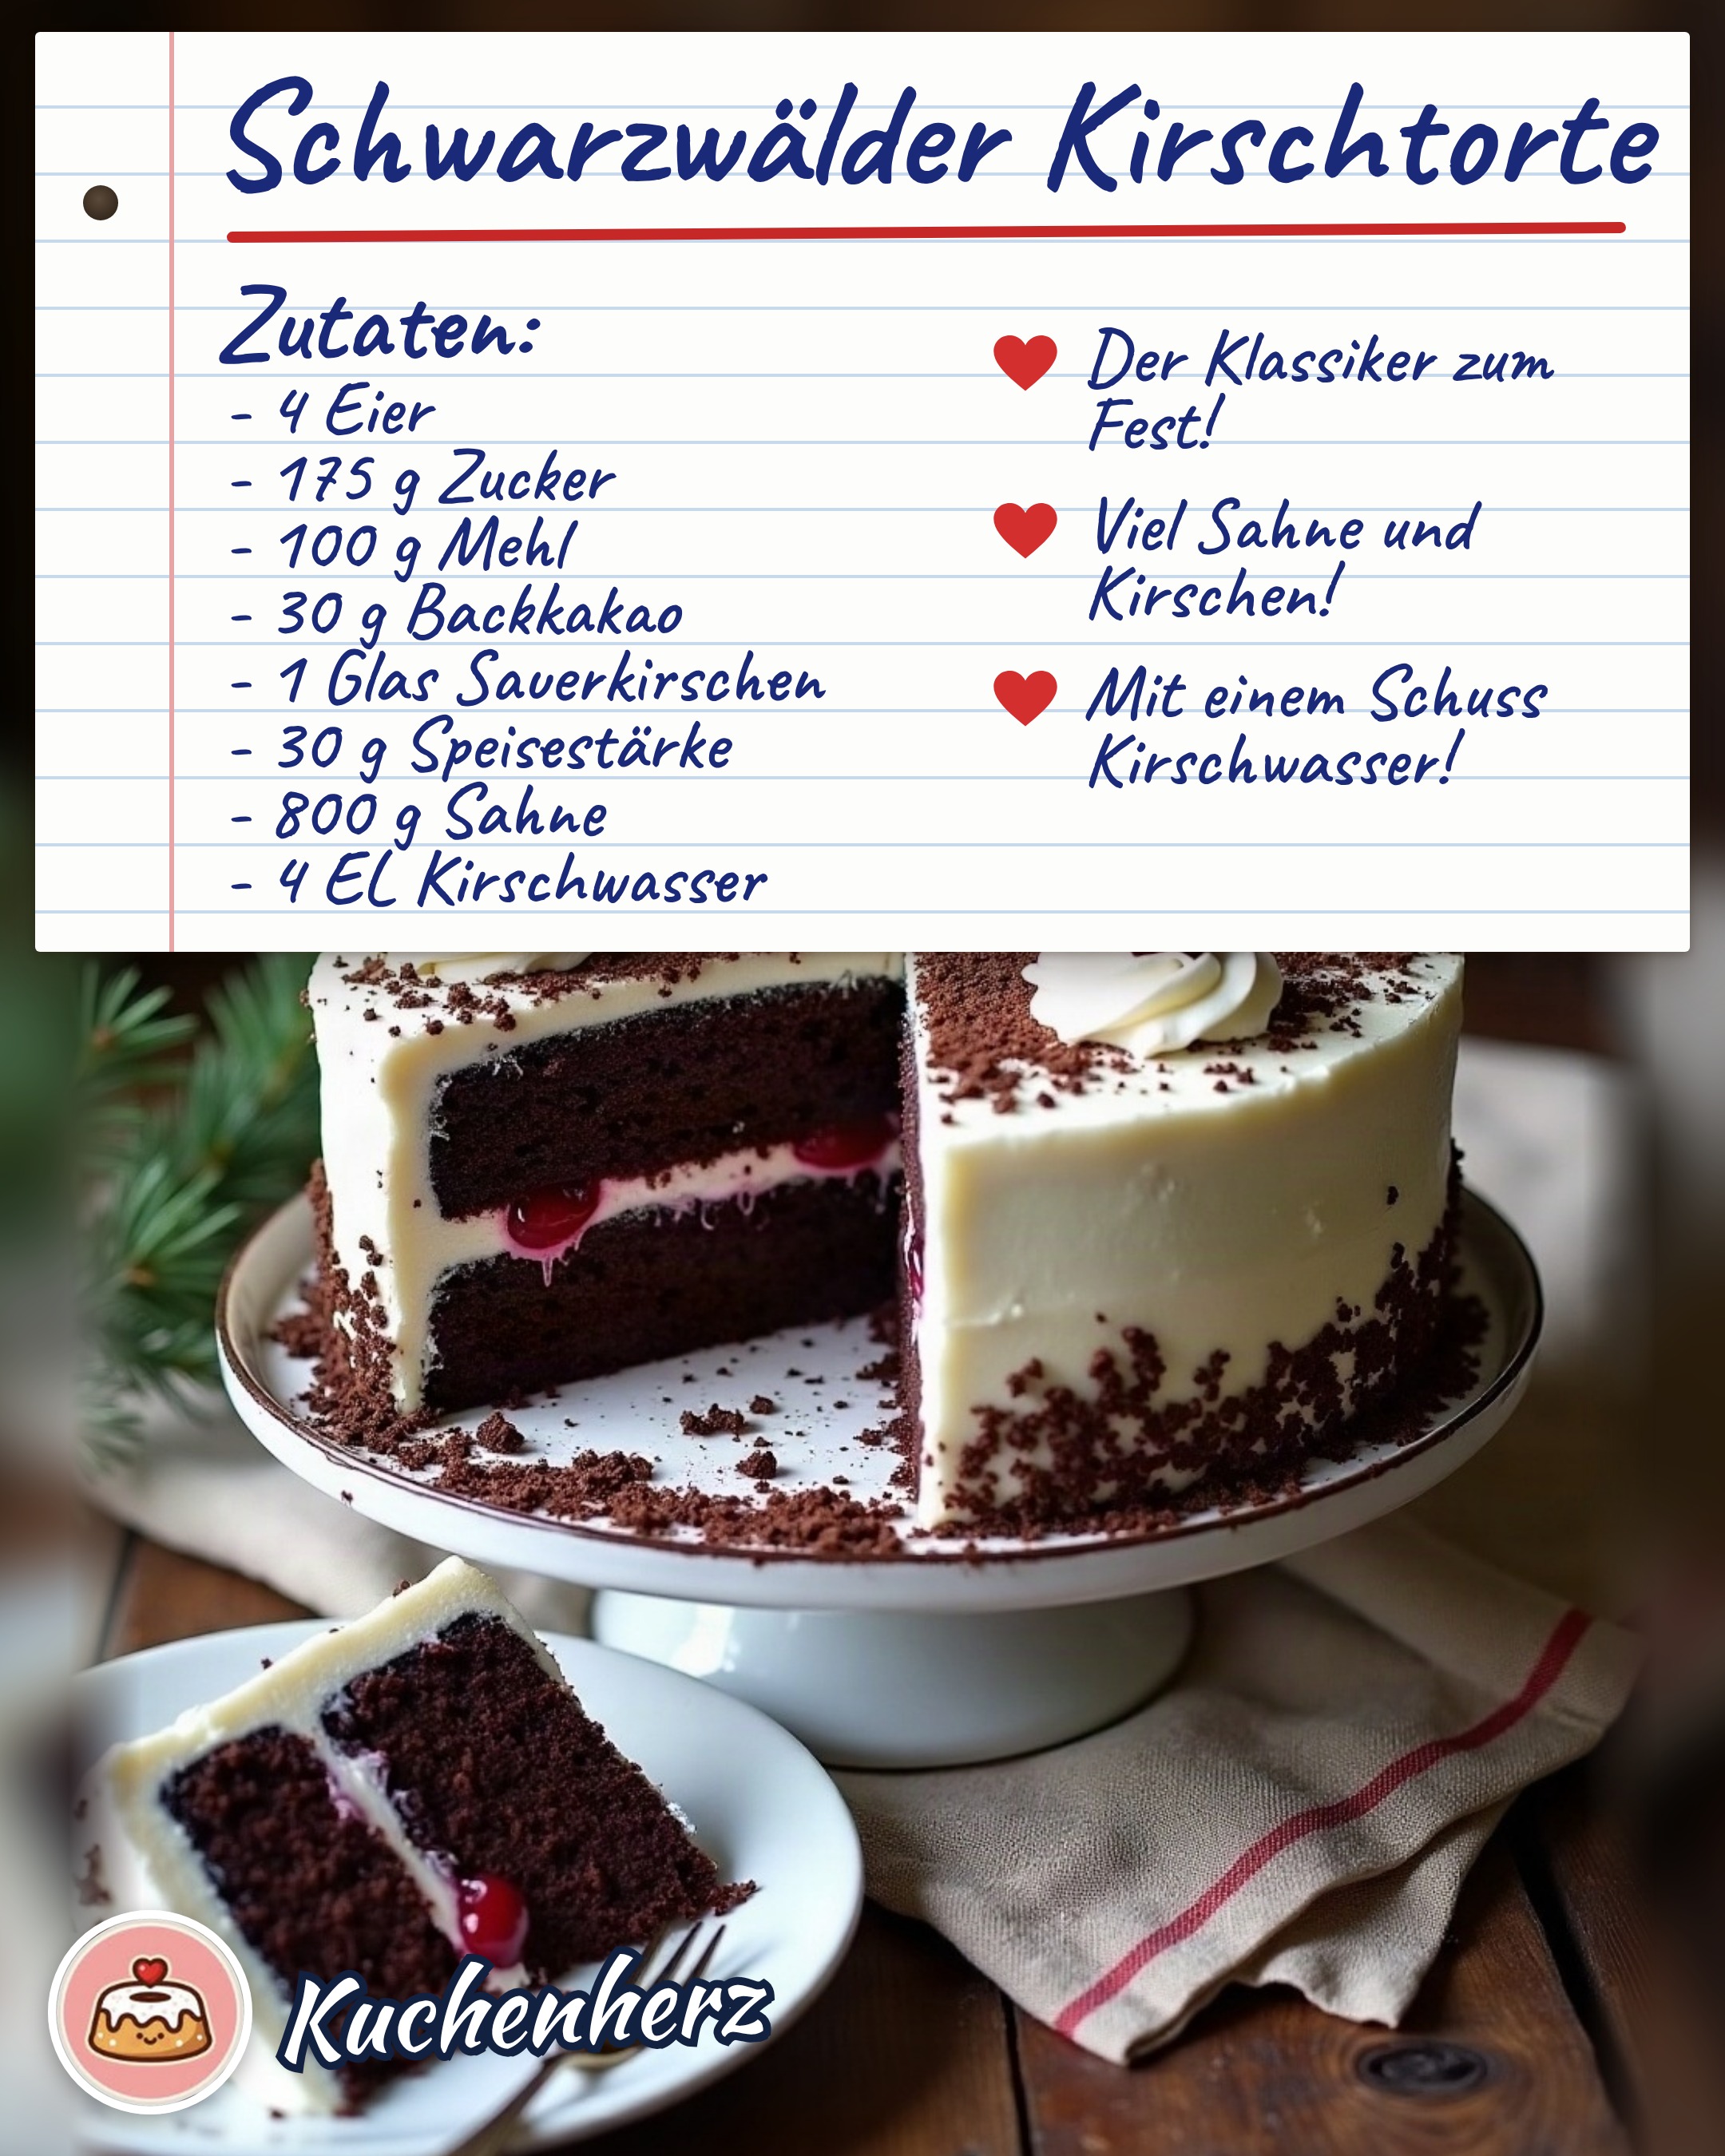 Schwarzwälder Kirschtorte
Zutaten:
- 4 Eier
- 175 g Zucker
- 100 g Mehl
- 30 g Backkakao
- 1 Glas Sauerkirschen
- 30 g Speisestärke
- 800 g Sahne
- 4 EL Kirschwasser
Der Klassiker zum
Fest!
Viel Sahne und
Kirschen!
Mit einem Schuss
Kirschwasser!
Kuchenherz